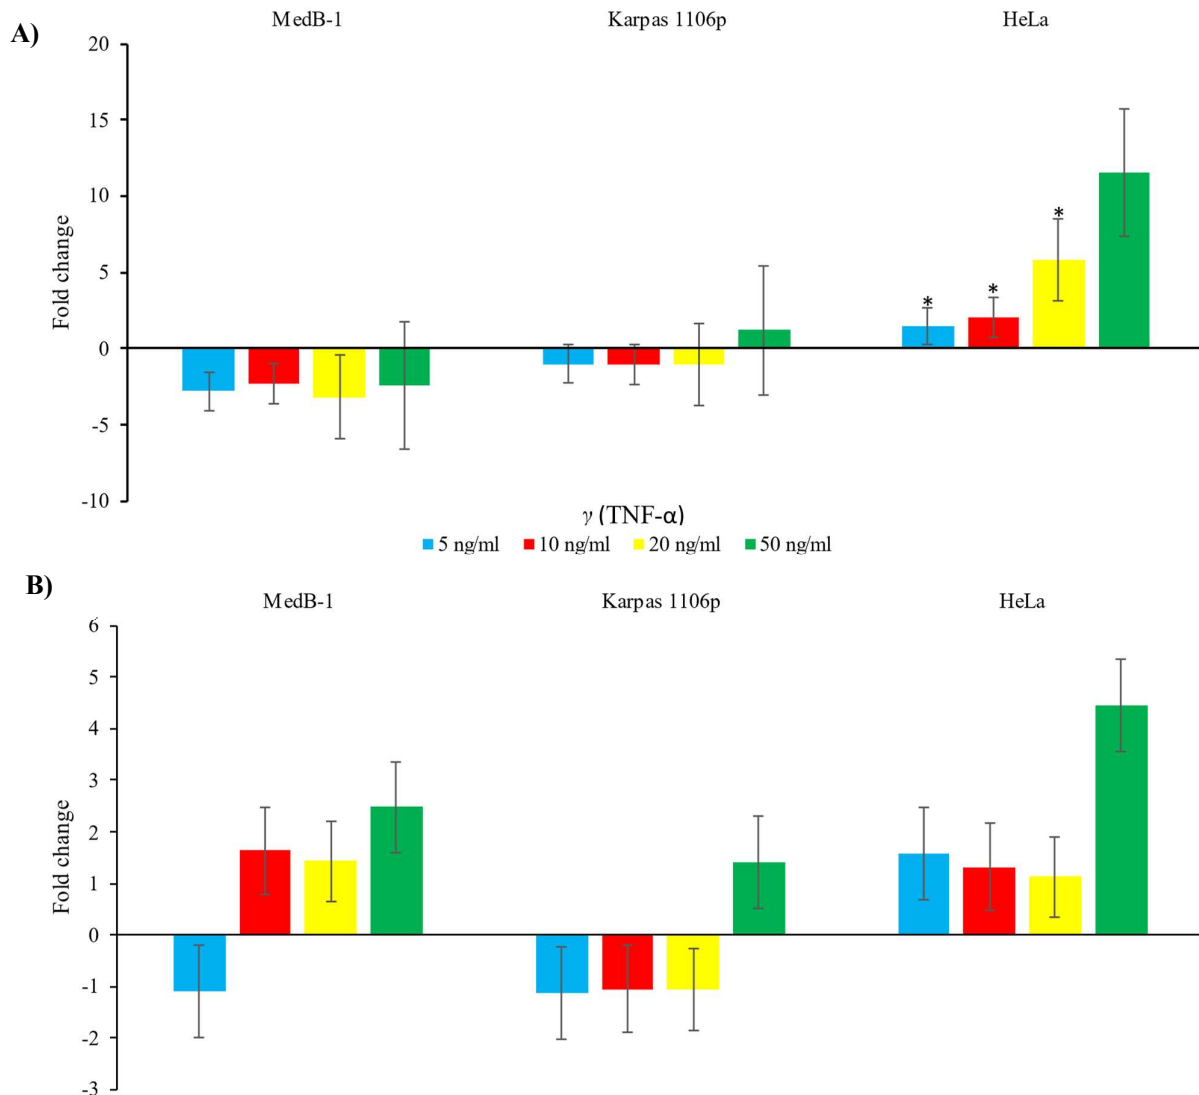 A)
MedB-1 Karpas 1106p HeLa
20
15
10
5
0
-5
-10
Fold change
* * *
γ (TNF-α)
5 ng/ml 10 ng/ml 20 ng/ml 50 ng/ml
B)
MedB-1 Karpas 1106p HeLa
6
5
4
3
2
1
0
-1
-2
-3
Fold change